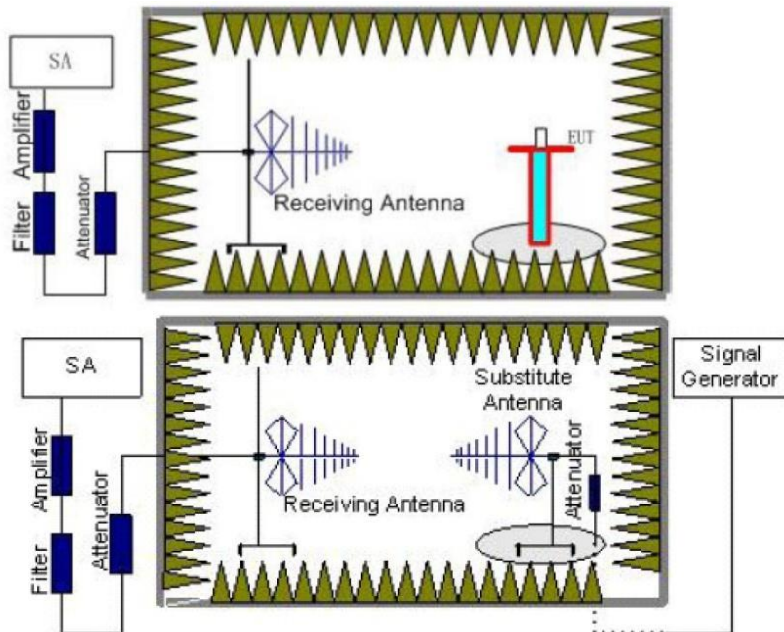 SA
Amplifier
Filter
Attenuator
Receiving Antenna
EUT
SA
Amplifier
Filter
Attenuator
Receiving Antenna
Substitute
Antenna
Attenuator
Signal
Generator